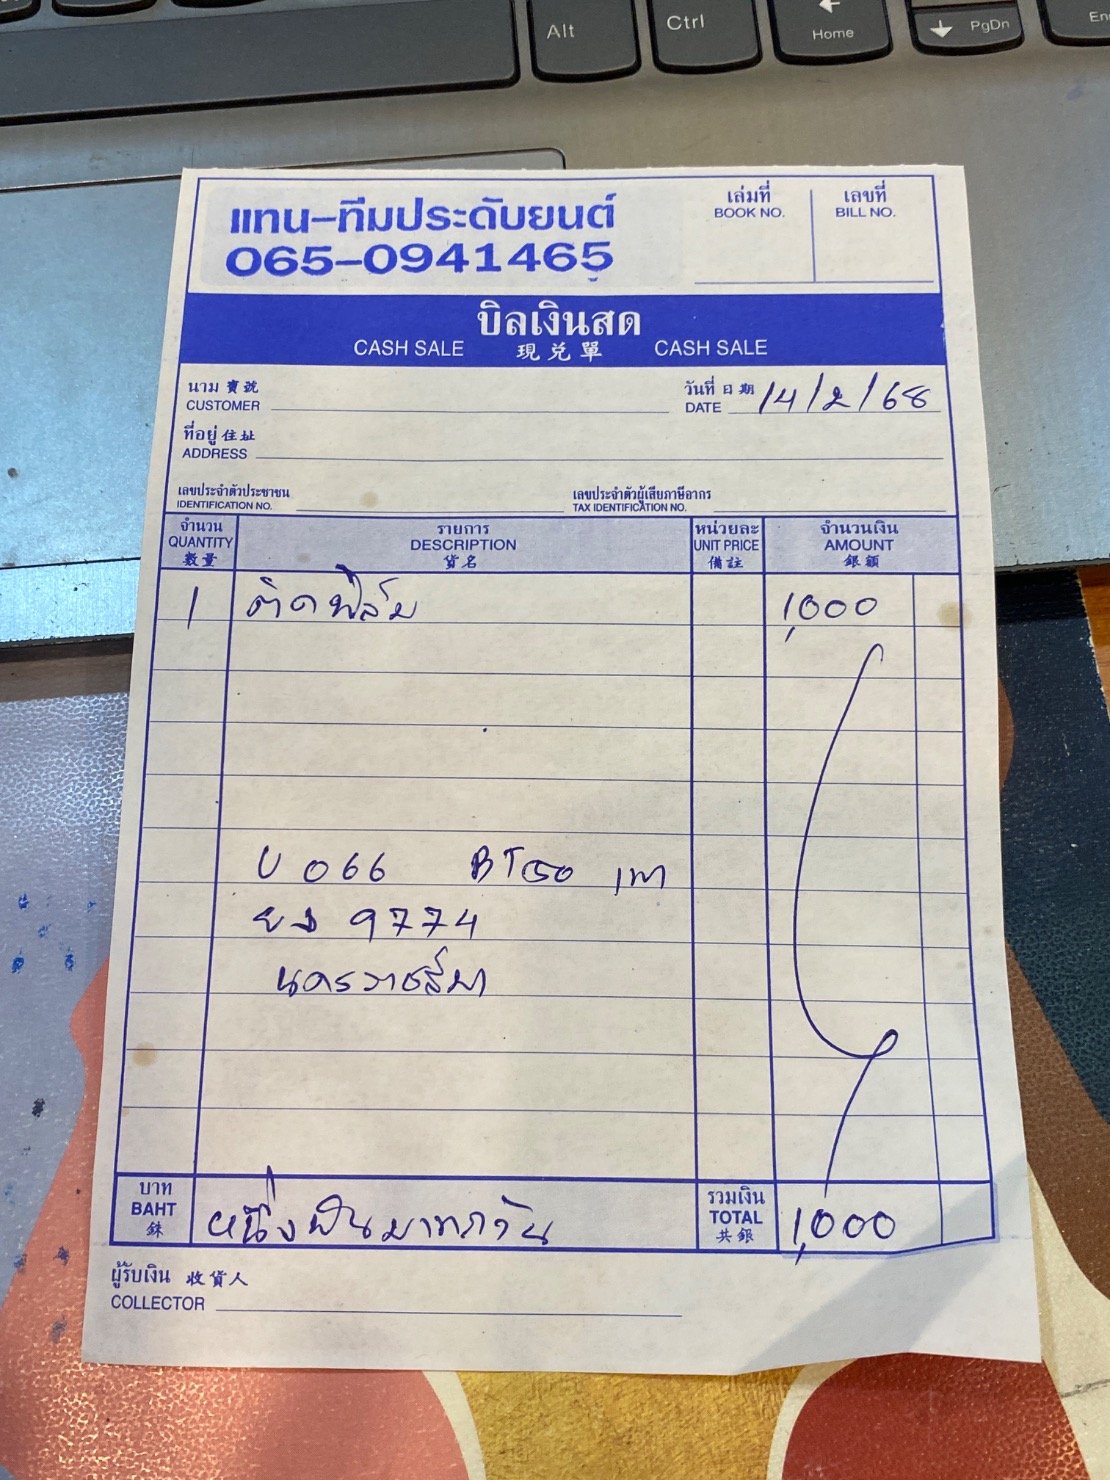 Alt
Ctrl
Home
PgDn
แทน-ทีมประดับยนต์
065-0941465
เล่มที่
BOOK NO.
เลขที่
BILL NO.
บิลเงินสด
CASH SALE 現兌單 CASH SALE
นาม 寶號
CUSTOMER
วันที่ 日期
DATE 14/2/68
ที่อยู่ 住址
ADDRESS
เลขประจำตัวประชาชน
IDENTIFICATION NO.
เลขประจำตัวผู้เสียภาษีอากร
TAX IDENTIFICATION NO.
จำนวน
QUANTITY
數量
รายการ
DESCRIPTION
貨名
หน่วยละ
UNIT PRICE
備註
จำนวนเงิน
AMOUNT
銀額
1 ติดฟิล์ม 1,000
U 066 BT50 เทา
9774
นครราชสีมา
บาท
BAHT
銖
หนึ่งพันบาทถ้วน
รวมเงิน
TOTAL
共銀
1,000
ผู้รับเงิน 收貨人
COLLECTOR